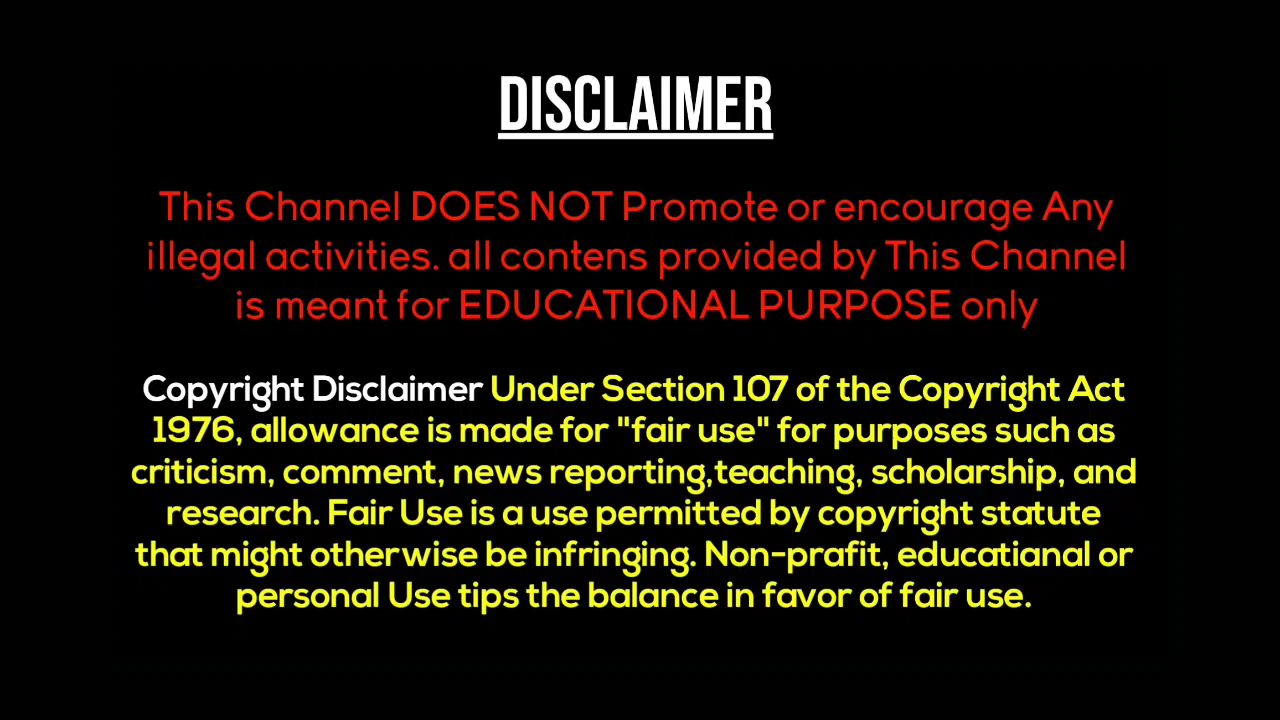 DISCLAIMER
This Channel DOES NOT Promote or encourage Any
illegal activities. all contens provided by This Channel
is meant for EDUCATIONAL PURPOSE only
Copyright Disclaimer Under Section 107 of the Copyright Act
1976, allowance is made for "fair use" for purposes such as
criticism, comment, news reporting,teaching, scholarship, and
research. Fair Use is a use permitted by copyright statute
that might otherwise be infringing. Non-prafit, educatianal or
personal Use tips the balance in favor of fair use.